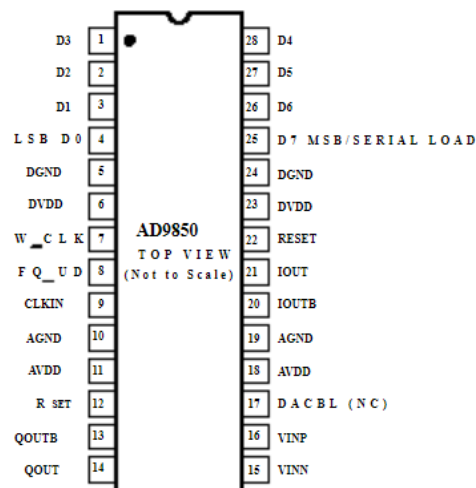 D3 1 28 D4
D2 2 27 D5
D1 3 26 D6
LSB D0 4 25 D7 MSB/SERIAL LOAD
DGND 5 24 DGND
DVDD 6 23 DVDD
W_CLK 7 22 RESET
FQ_UD 8 21 IOUT
CLKIN 9 20 IOUTB
AGND 10 19 AGND
AVDD 11 18 AVDD
R SET 12 17 DACBL (NC)
QOUTB 13 16 VINP
QOUT 14 15 VINN
AD9850
TOP VIEW
(Not to Scale)